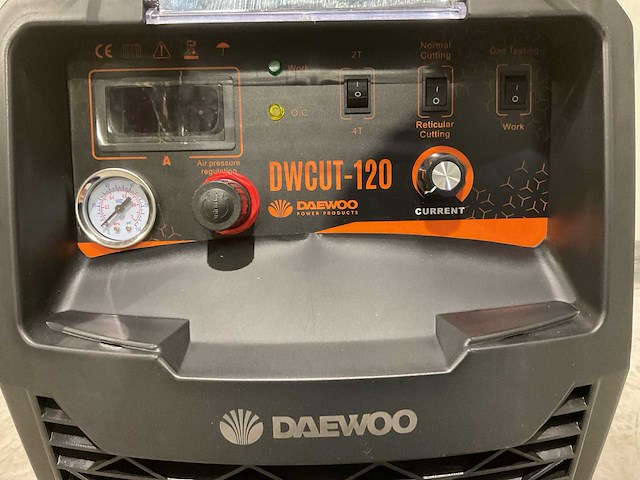 CE
2T
Normal
Cutting
Gas Testing
Work
O.C
4T
Reticular
Cutting
Work
A
Air pressure
regulating
DWCUT-120
DAEWOO
POWER PRODUCTS
CURRENT
DAEWOO